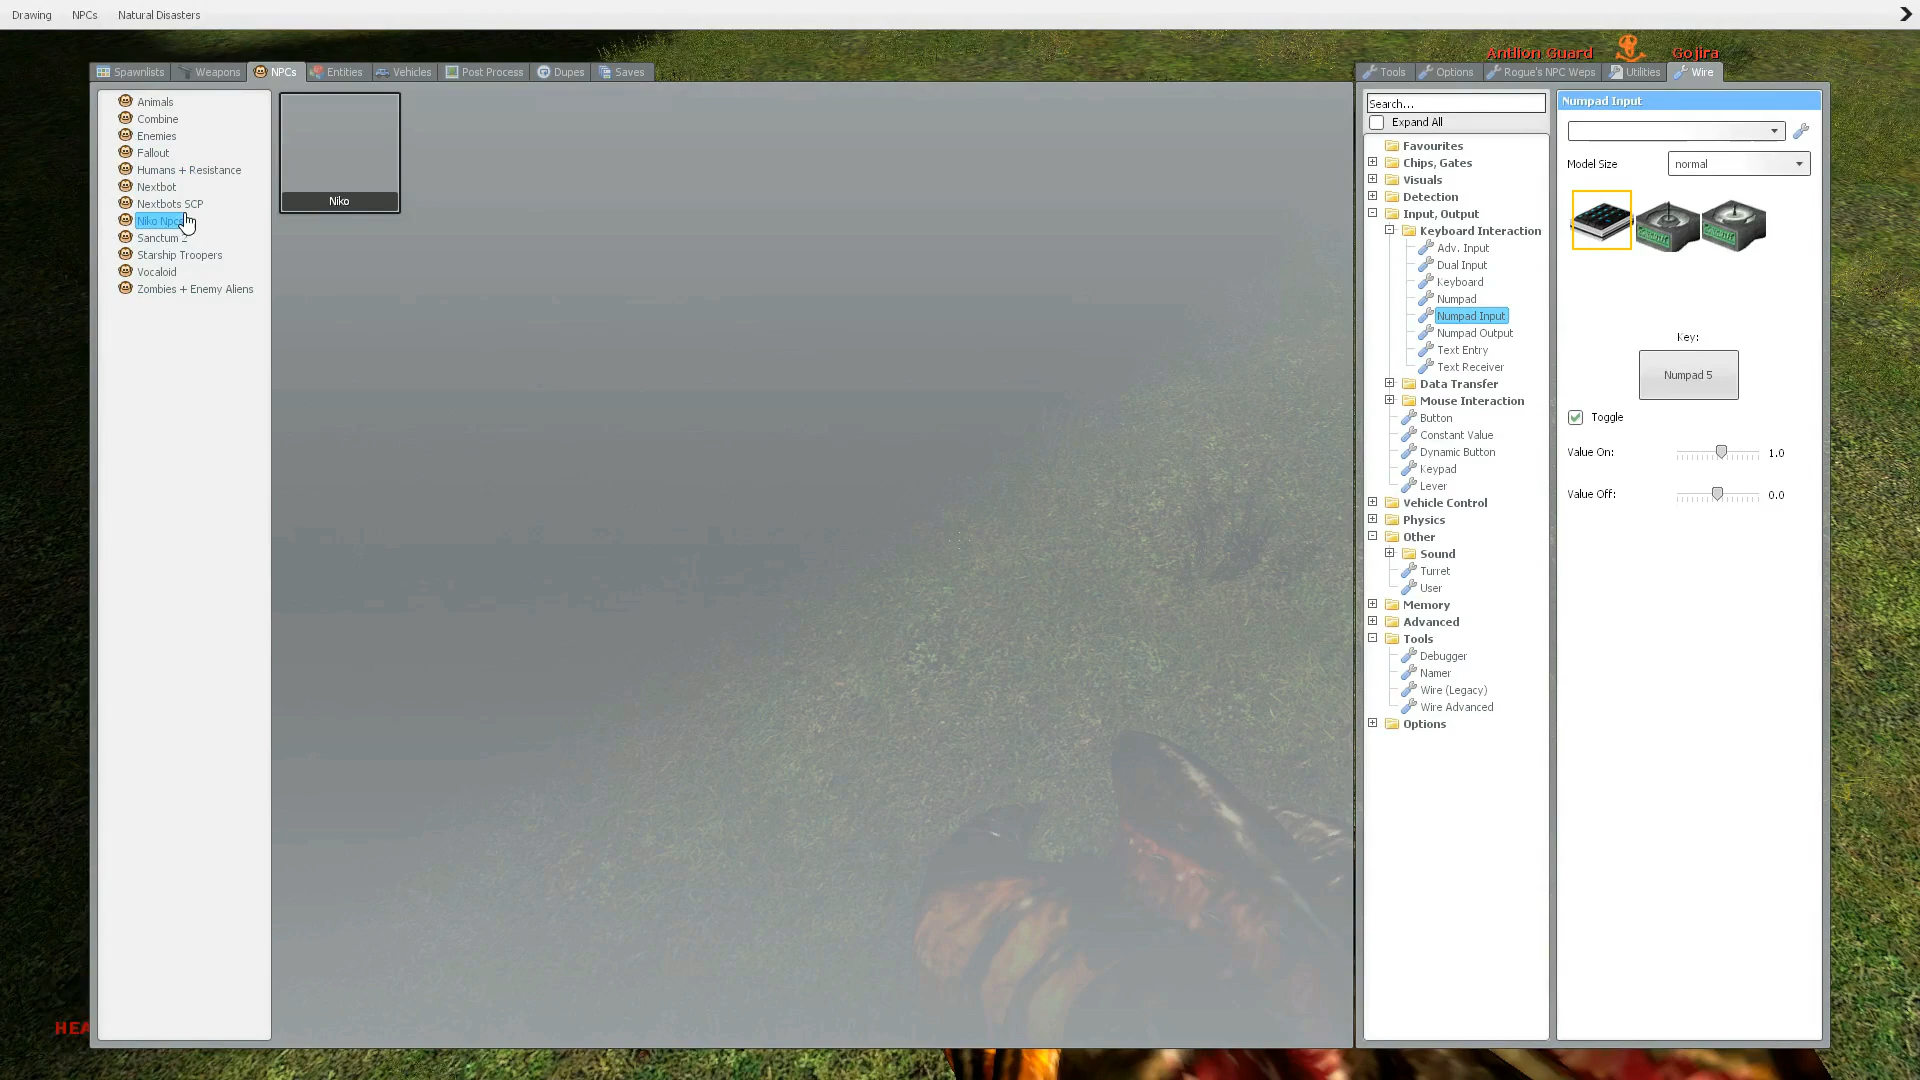 Drawing NPCs Natural Disasters
Antlion Guard Gojira
Spawnlists Weapons NPCs Entities Vehicles Post Process Dupes Saves
Tools Options Rogue's NPC Weps Utilities Wire
Animals
Combine
Enemies
Fallout
Humans + Resistance
Nextbot
Nextbots SCP
Niko Npcs
Sanctum 2
Starship Troopers
Vocaloid
Zombies + Enemy Aliens
Niko
Search...
Expand All
Favourites
Chips, Gates
Visuals
Detection
Input, Output
Keyboard Interaction
Adv. Input
Dual Input
Keyboard
Numpad
Numpad Input
Numpad Output
Text Entry
Text Receiver
Data Transfer
Mouse Interaction
Button
Constant Value
Dynamic Button
Keypad
Lever
Vehicle Control
Physics
Other
Sound
Turret
User
Memory
Advanced
Tools
Debugger
Namer
Wire (Legacy)
Wire Advanced
Options
Numpad Input
Model Size normal
Key:
Numpad 5
Toggle
Value On: 1.0
Value Off: 0.0
HEA